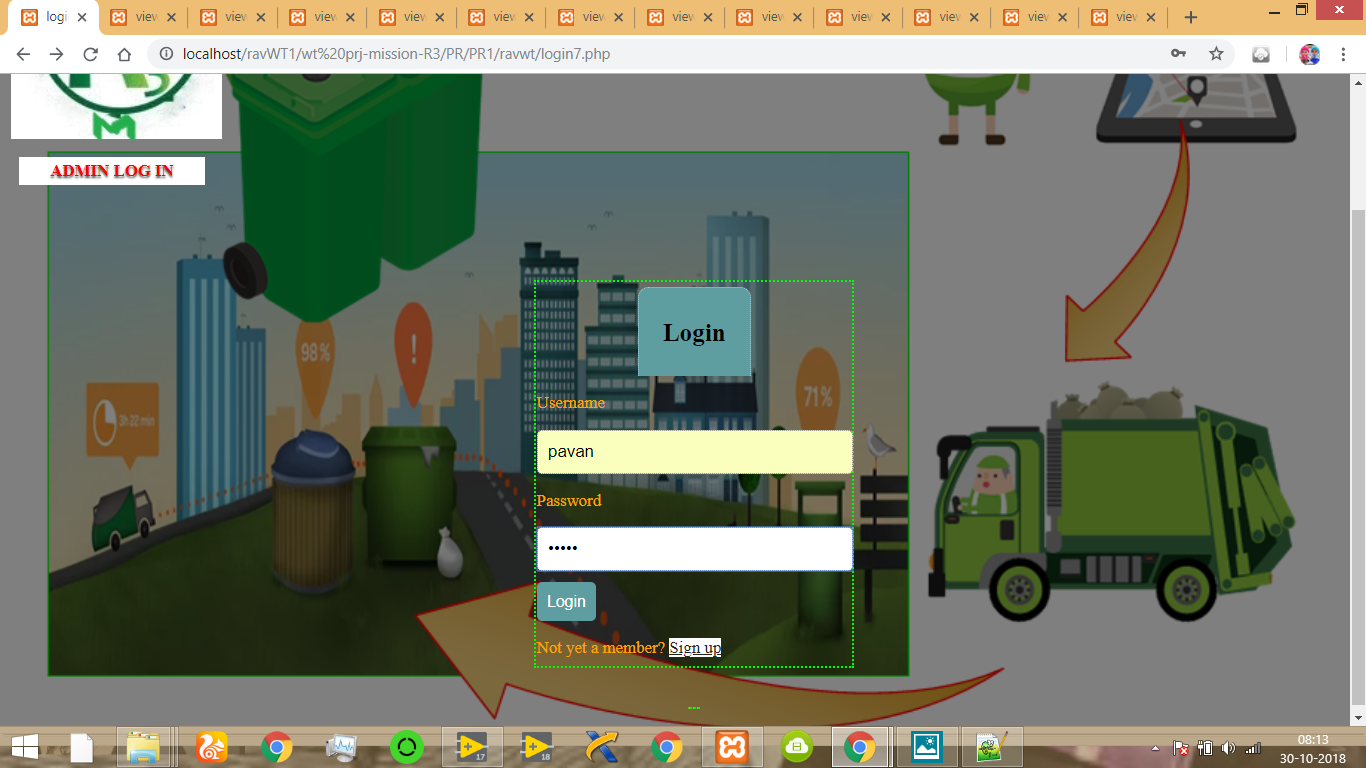 logi
view
view
view
view
view
view
view
view
view
view
view
view
localhost/ravWT1/wt%20prj-mission-R3/PR/PR1/ravwt/login7.php
M
ADMIN LOG IN
Login
98%
!
71%
3h 22 min
Username
pavan
Password
•••••
Login
Not yet a member? Sign up
---
17
18
08:13
30-10-2018